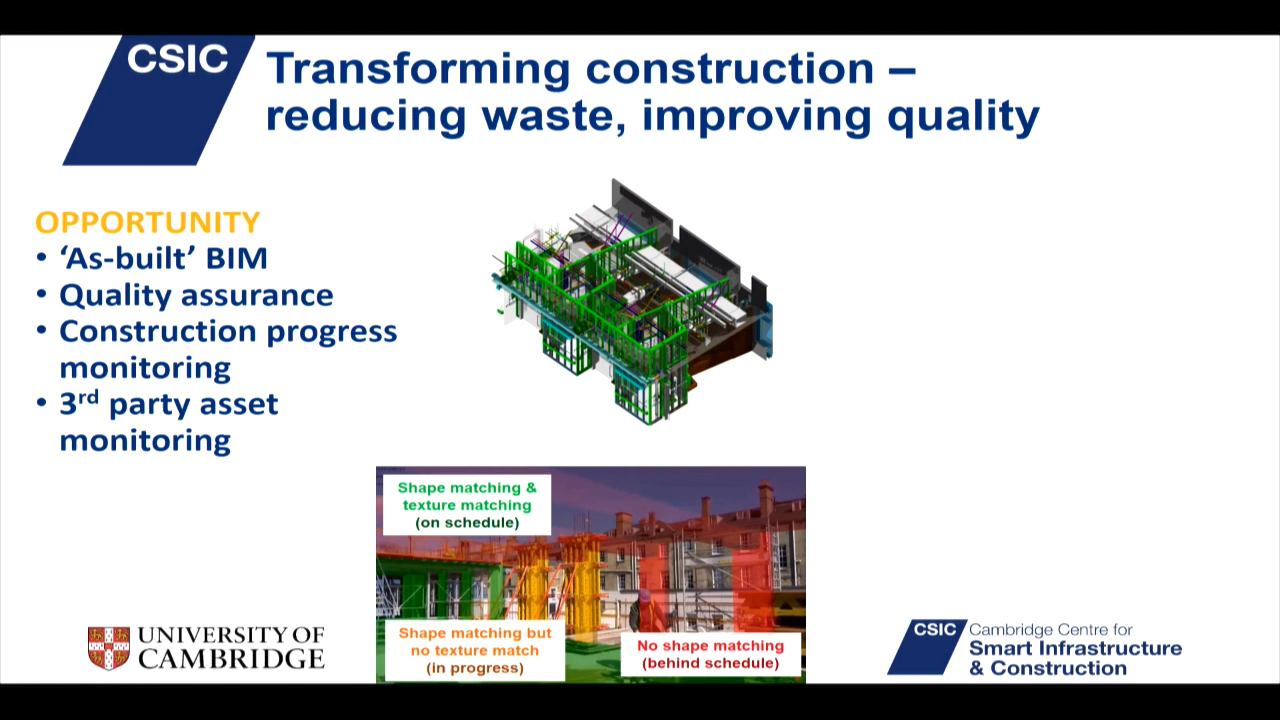 CSIC
Transforming construction –
reducing waste, improving quality
OPPORTUNITY
• ‘As-built’ BIM
• Quality assurance
• Construction progress
monitoring
• 3rd party asset
monitoring
Shape matching &
texture matching
(on schedule)
Shape matching but
no texture match
(in progress)
No shape matching
(behind schedule)
UNIVERSITY OF
CAMBRIDGE
CSIC
Cambridge Centre for
Smart Infrastructure
& Construction